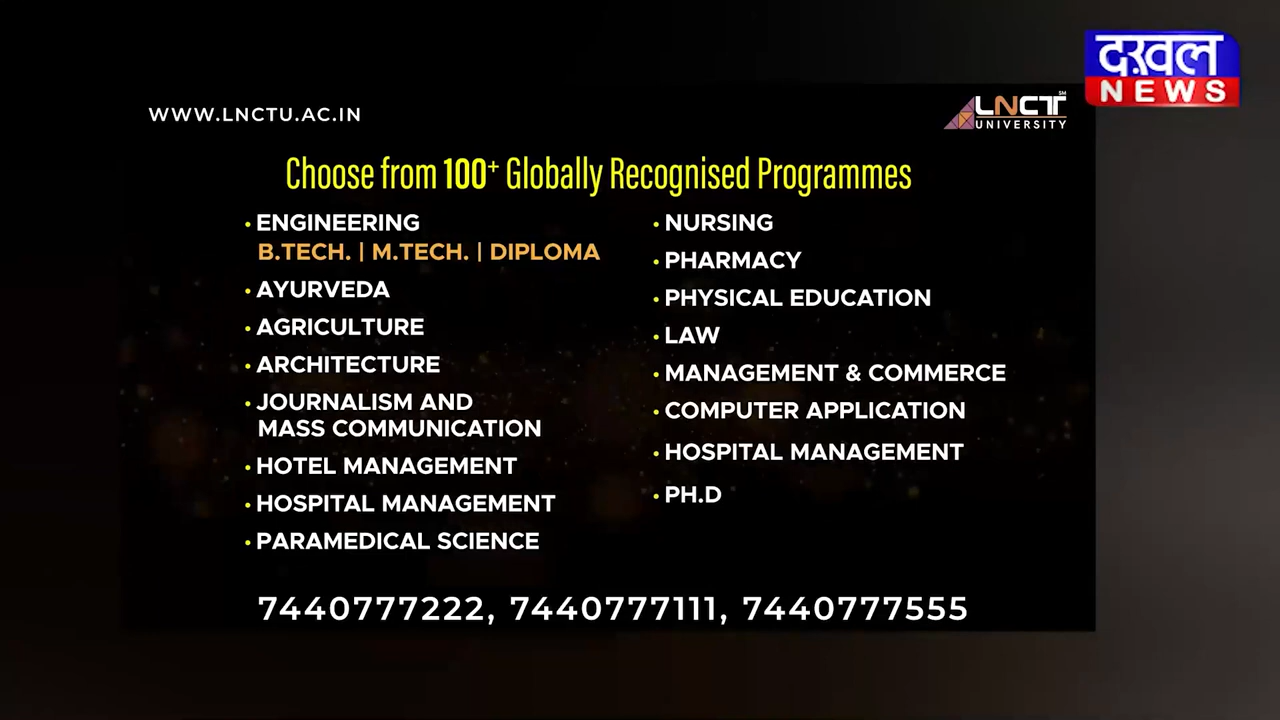 दख़ल
NEWS
WWW.LNCTU.AC.IN
LNCT SM
UNIVERSITY
Choose from 100+ Globally Recognised Programmes
• ENGINEERING
B.TECH. | M.TECH. | DIPLOMA
• AYURVEDA
• AGRICULTURE
• ARCHITECTURE
• JOURNALISM AND
MASS COMMUNICATION
• HOTEL MANAGEMENT
• HOSPITAL MANAGEMENT
• PARAMEDICAL SCIENCE
• NURSING
• PHARMACY
• PHYSICAL EDUCATION
• LAW
• MANAGEMENT & COMMERCE
• COMPUTER APPLICATION
• HOSPITAL MANAGEMENT
• PH.D
7440777222, 7440777111, 7440777555